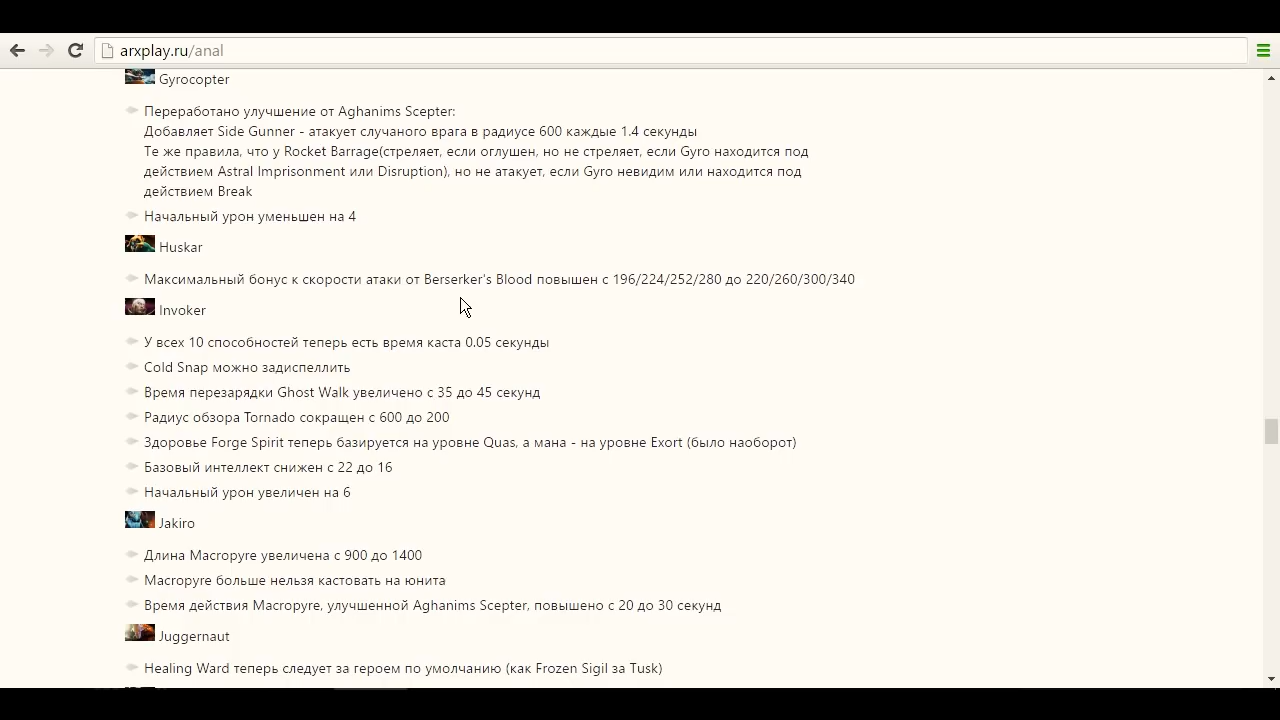 arxplay.ru/anal
Gyrocopter
Переработано улучшение от Aghanims Scepter:
Добавляет Side Gunner - атакует случаного врага в радиусе 600 каждые 1.4 секунды
Те же правила, что у Rocket Barrage(стреляет, если оглушен, но не стреляет, если Gyro находится под
действием Astral Imprisonment или Disruption), но не атакует, если Gyro невидим или находится под
действием Break
Начальный урон уменьшен на 4
Huskar
Максимальный бонус к скорости атаки от Berserker's Blood повышен с 196/224/252/280 до 220/260/300/340
Invoker
У всех 10 способностей теперь есть время каста 0.05 секунды
Cold Snap можно задиспеллить
Время перезарядки Ghost Walk увеличено с 35 до 45 секунд
Радиус обзора Tornado сокращен с 600 до 200
Здоровье Forge Spirit теперь базируется на уровне Quas, а мана - на уровне Exort (было наоборот)
Базовый интеллект снижен с 22 до 16
Начальный урон увеличен на 6
Jakiro
Длина Macropyre увеличена с 900 до 1400
Macropyre больше нельзя кастовать на юнита
Время действия Macropyre, улучшенной Aghanims Scepter, повышено с 20 до 30 секунд
Juggernaut
Healing Ward теперь следует за героем по умолчанию (как Frozen Sigil за Tusk)